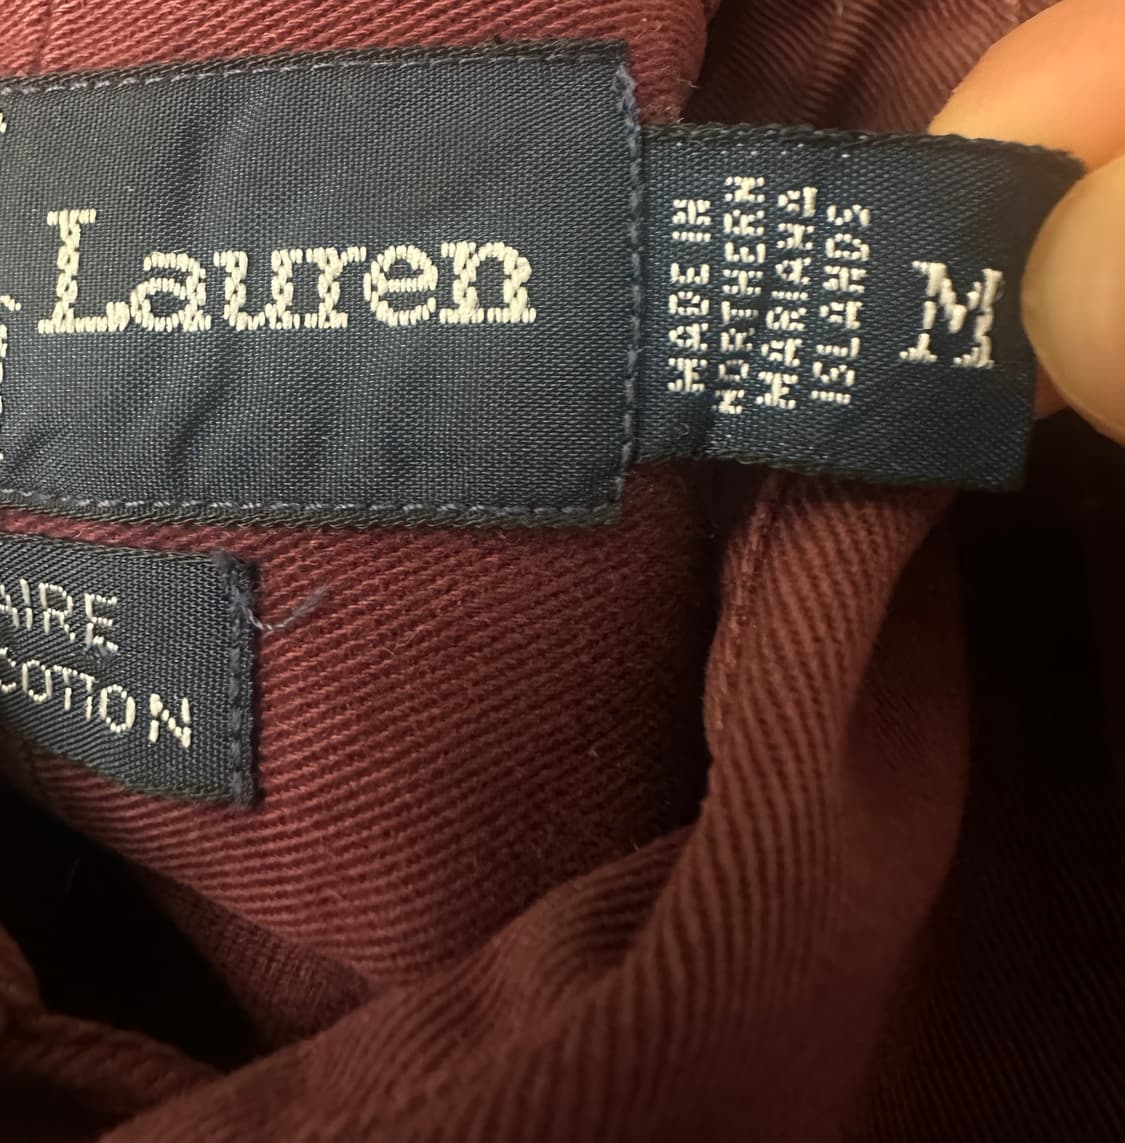 Lauren
MADE IN
NORTHERN
MARIANA
ISLANDS
M
AIRE
COTTON